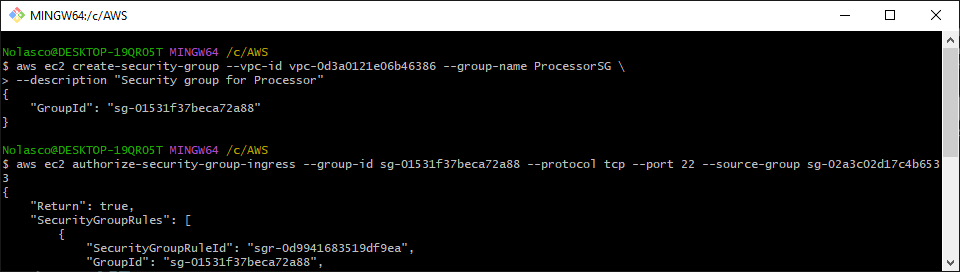 MINGW64:/c/AWS
Nolasco@DESKTOP-19QRO5T MINGW64 /c/AWS
$ aws ec2 create-security-group --vpc-id vpc-0d3a0121e06b46386 --group-name ProcessorSG \
> --description "Security group for Processor"
{
    "GroupId": "sg-01531f37beca72a88"
}
Nolasco@DESKTOP-19QRO5T MINGW64 /c/AWS
$ aws ec2 authorize-security-group-ingress --group-id sg-01531f37beca72a88 --protocol tcp --port 22 --source-group sg-02a3c02d17c4b653
3
{
    "Return": true,
    "SecurityGroupRules": [
        {
            "SecurityGroupRuleId": "sgr-0d9941683519df9ea",
            "GroupId": "sg-01531f37beca72a88",